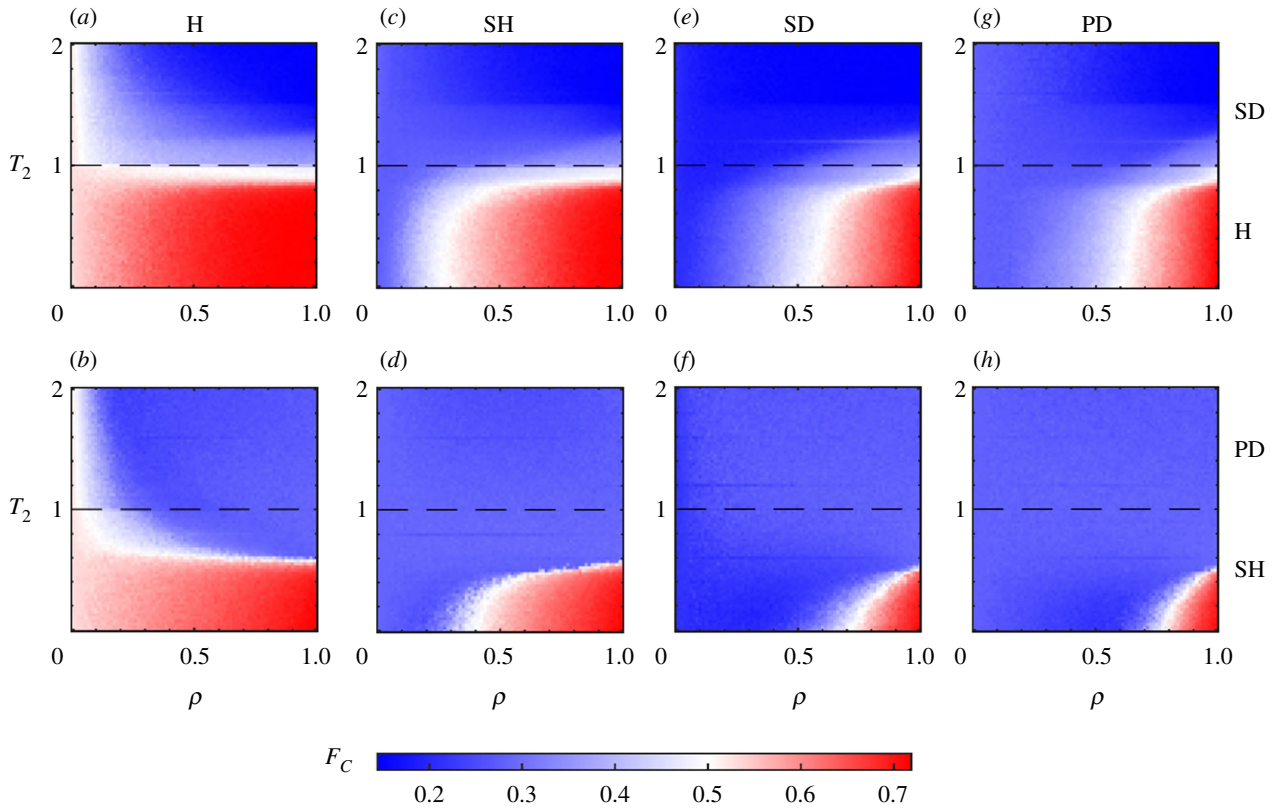 (a) H (c) SH (e) SD (g) PD
2 2 2 2
SD
T2 1 1 1 1
H
0 0.5 1.0 0 0.5 1.0 0 0.5 1.0 0 0.5 1.0
(b) (d) (f) (h)
2 2 2 2
PD
T2 1 1 1 1
SH
0 0.5 1.0 0 0.5 1.0 0 0.5 1.0 0 0.5 1.0
ρ ρ ρ ρ
FC
0.2 0.3 0.4 0.5 0.6 0.7